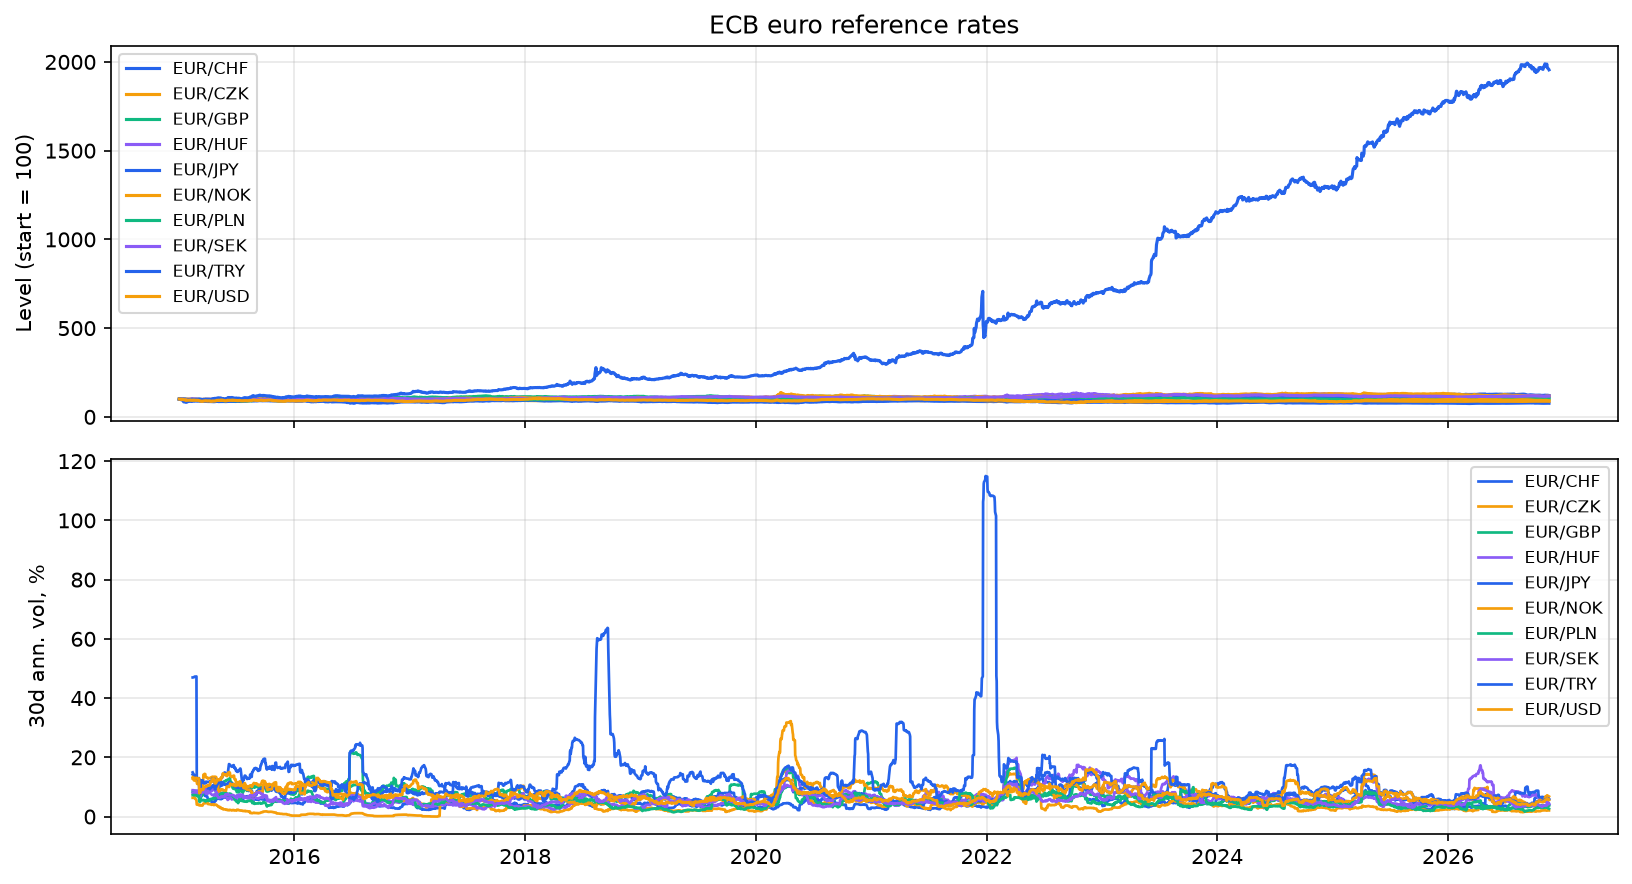 ECB euro reference rates
Level (start = 100)
2000
1500
1000
500
0
EUR/CHF
EUR/CZK
EUR/GBP
EUR/HUF
EUR/JPY
EUR/NOK
EUR/PLN
EUR/SEK
EUR/TRY
EUR/USD
30d ann. vol, %
120
100
80
60
40
20
0
EUR/CHF
EUR/CZK
EUR/GBP
EUR/HUF
EUR/JPY
EUR/NOK
EUR/PLN
EUR/SEK
EUR/TRY
EUR/USD
2016 2018 2020 2022 2024 2026